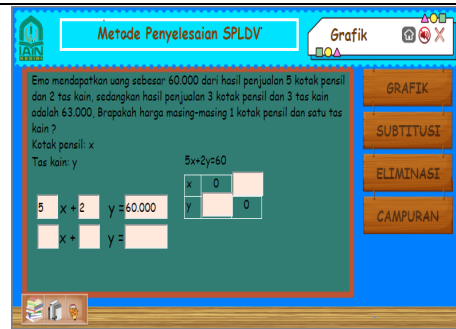 Metode Penyelesaian SPLDV
Grafik
IAIN
KUDUS
Emo mendapatkan uang sebesar 60.000 dari hasil penjualan 5 kotak pensil
dan 2 tas kain, sedangkan hasil penjualan 3 kotak pensil dan 3 tas kain
adalah 63.000, Brapakah harga masing-masing 1 kotak pensil dan satu tas
kain ?
Kotak pensil: x
Tas kain: y
5x+2y=60
x 0
y 0
5 x + 2 y = 60.000
x + y =
GRAFIK
SUBTITUSI
ELIMINASI
CAMPURAN